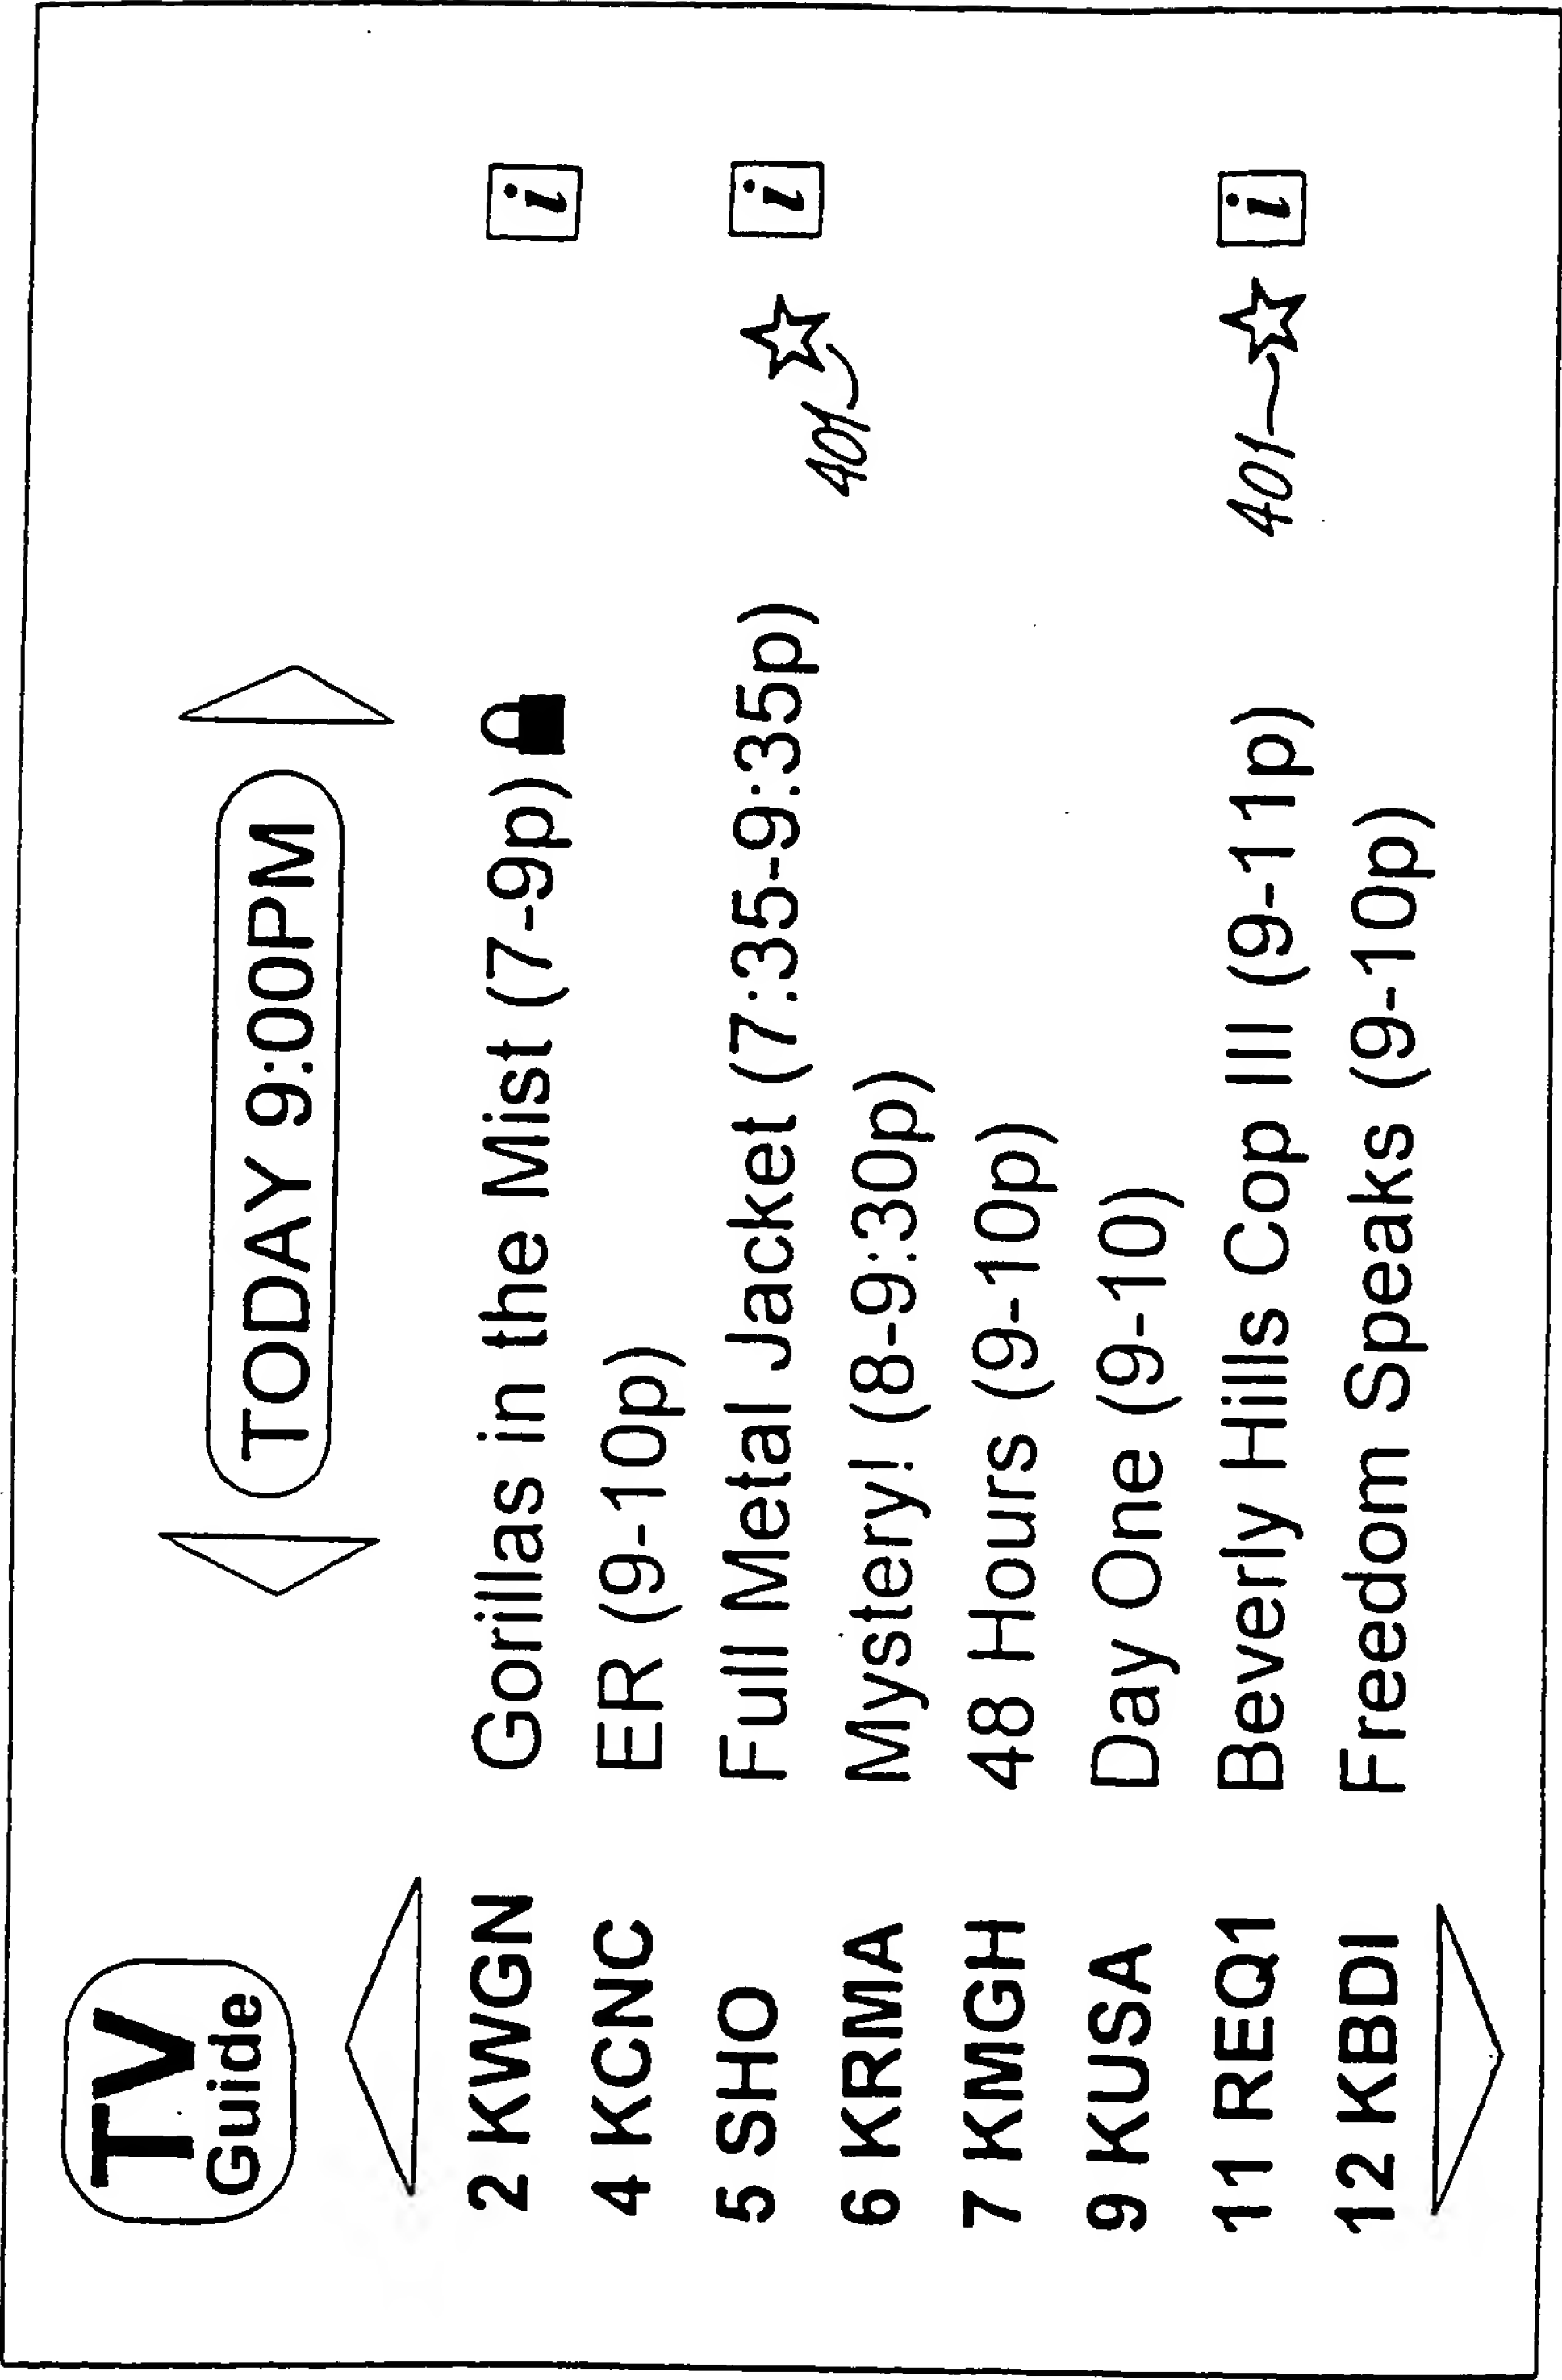 TV
Guide
TODAY 9:00PM
2 KWGN Gorillas in the Mist (7-9p) i
4 KCNC ER (9-10p)
5 SHO Full Metal Jacket (7:35-9:35p) i
401
6 KRMA Mystery! (8-9:30p)
7 KMGH 48 Hours (9-10p)
9 KUSA Day One (9-10)
11 REQ1 Beverly Hills Cop III (9-11p) 401 i
12 KBDI Freedom Speaks (9-10p)